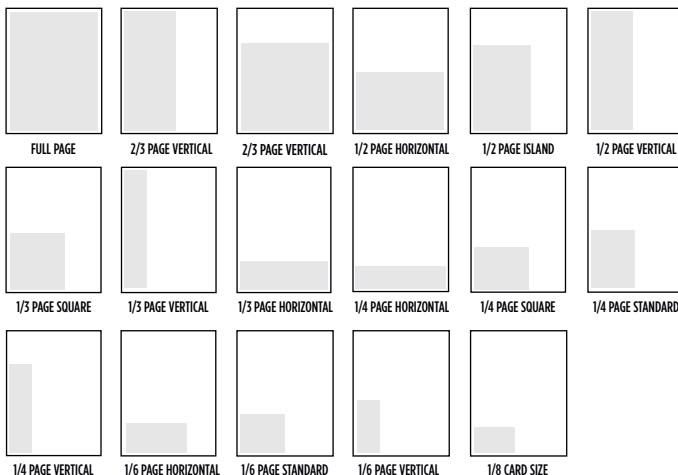 FULL PAGE
2/3 PAGE VERTICAL
2/3 PAGE VERTICAL
1/2 PAGE HORIZONTAL
1/2 PAGE ISLAND
1/2 PAGE VERTICAL
1/3 PAGE SQUARE
1/3 PAGE VERTICAL
1/3 PAGE HORIZONTAL
1/4 PAGE HORIZONTAL
1/4 PAGE SQUARE
1/4 PAGE STANDARD
1/4 PAGE VERTICAL
1/6 PAGE HORIZONTAL
1/6 PAGE STANDARD
1/6 PAGE VERTICAL
1/8 CARD SIZE